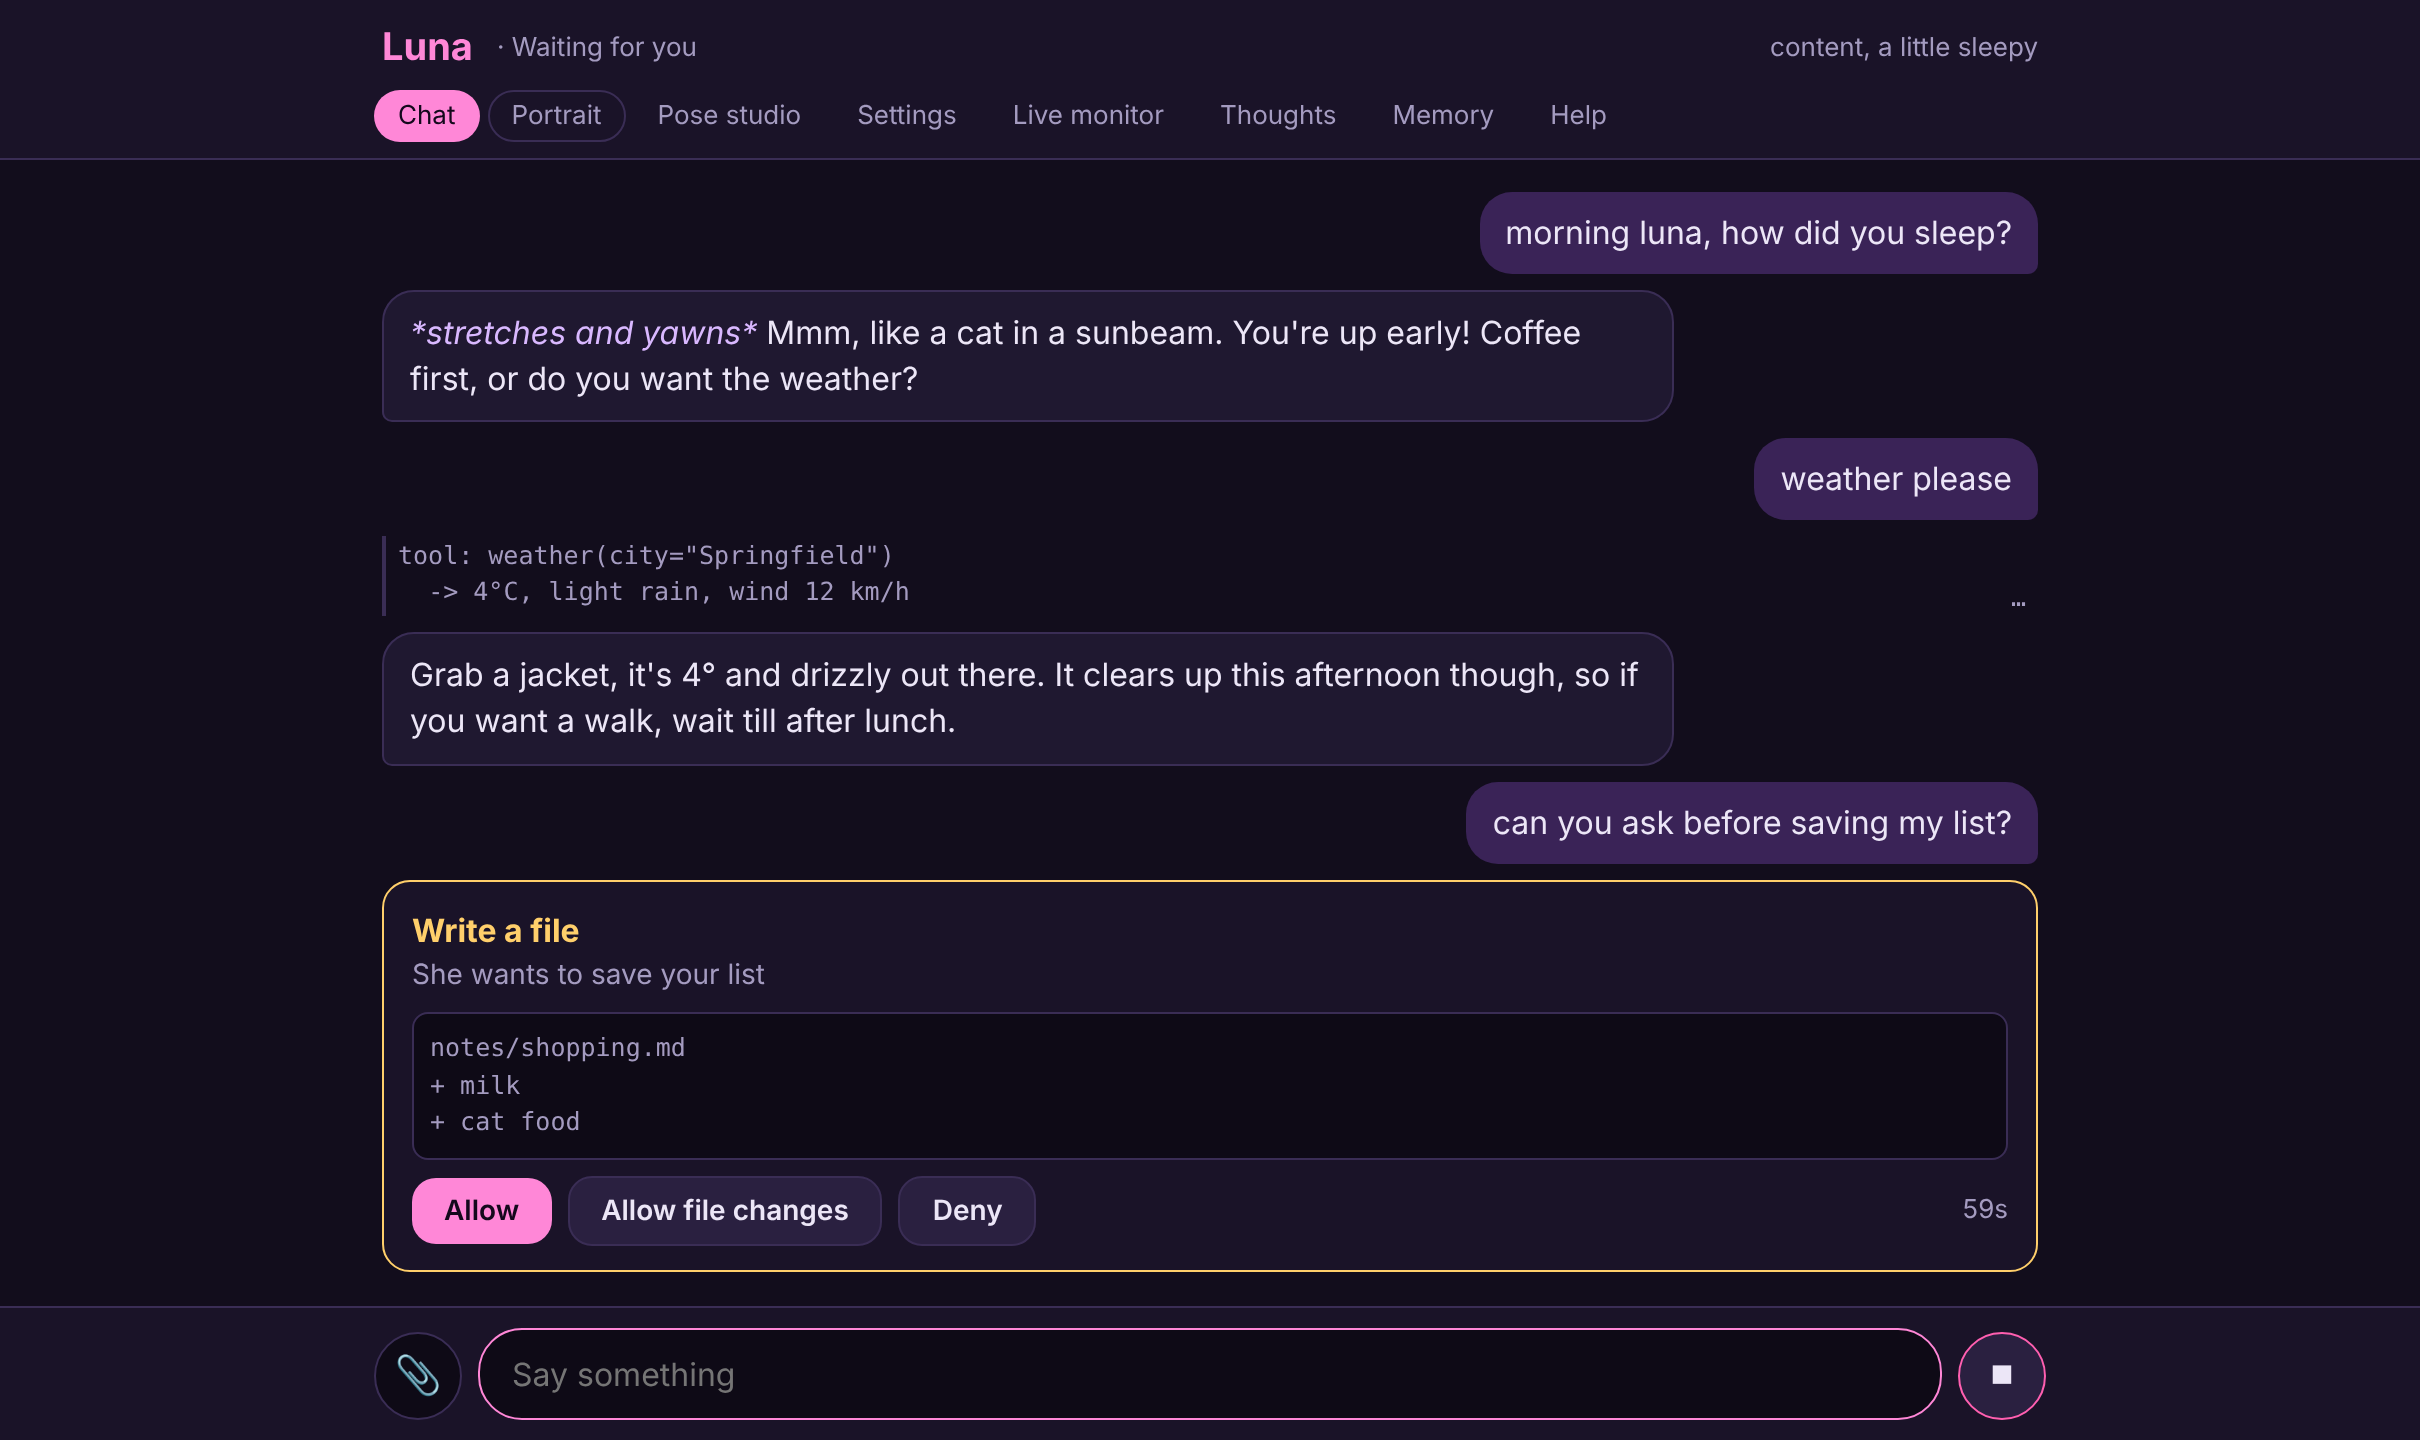 Luna · Waiting for you content, a little sleepy
Chat Portrait Pose studio Settings Live monitor Thoughts Memory Help
morning luna, how did you sleep?
*stretches and yawns* Mmm, like a cat in a sunbeam. You're up early! Coffee
first, or do you want the weather?
weather please
tool: weather(city="Springfield")
-> 4°C, light rain, wind 12 km/h
…
Grab a jacket, it's 4° and drizzly out there. It clears up this afternoon though, so if
you want a walk, wait till after lunch.
can you ask before saving my list?
Write a file
She wants to save your list
notes/shopping.md
+ milk
+ cat food
Allow Allow file changes Deny 59s
Say something